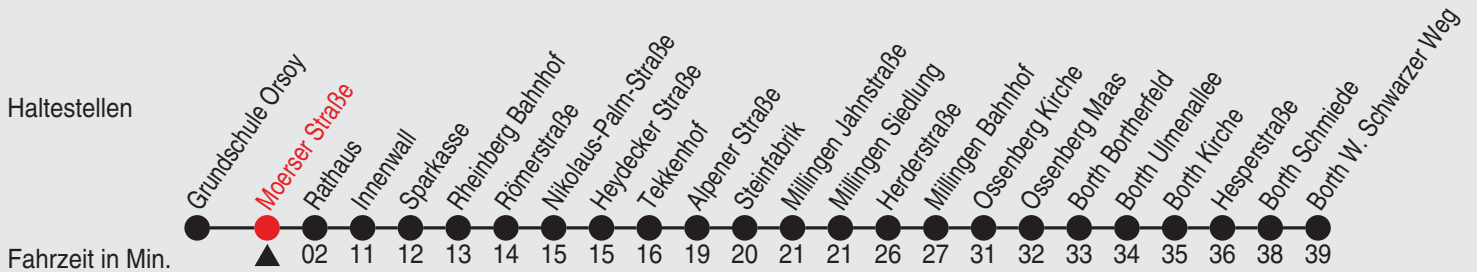 Haltestellen
Grundschule Orsoy
Moerser Straße
Rathaus
Innenwall
Sparkasse
Rheinberg Bahnhof
Römerstraße
Nikolaus-Palm-Straße
Heydecker Straße
Tekkenhof
Alpener Straße
Steinfabrik
Millingen Jahnstraße
Millingen Siedlung
Herderstraße
Millingen Bahnhof
Ossenberg Kirche
Ossenberg Maas
Borth Bortherfeld
Borth Ulmenallee
Borth Kirche
Hesperstraße
Borth Schmiede
Borth W. Schwarzer Weg
Fahrzeit in Min. 02 11 12 13 14 15 15 16 19 20 21 21 26 27 31 32 33 34 35 36 38 39